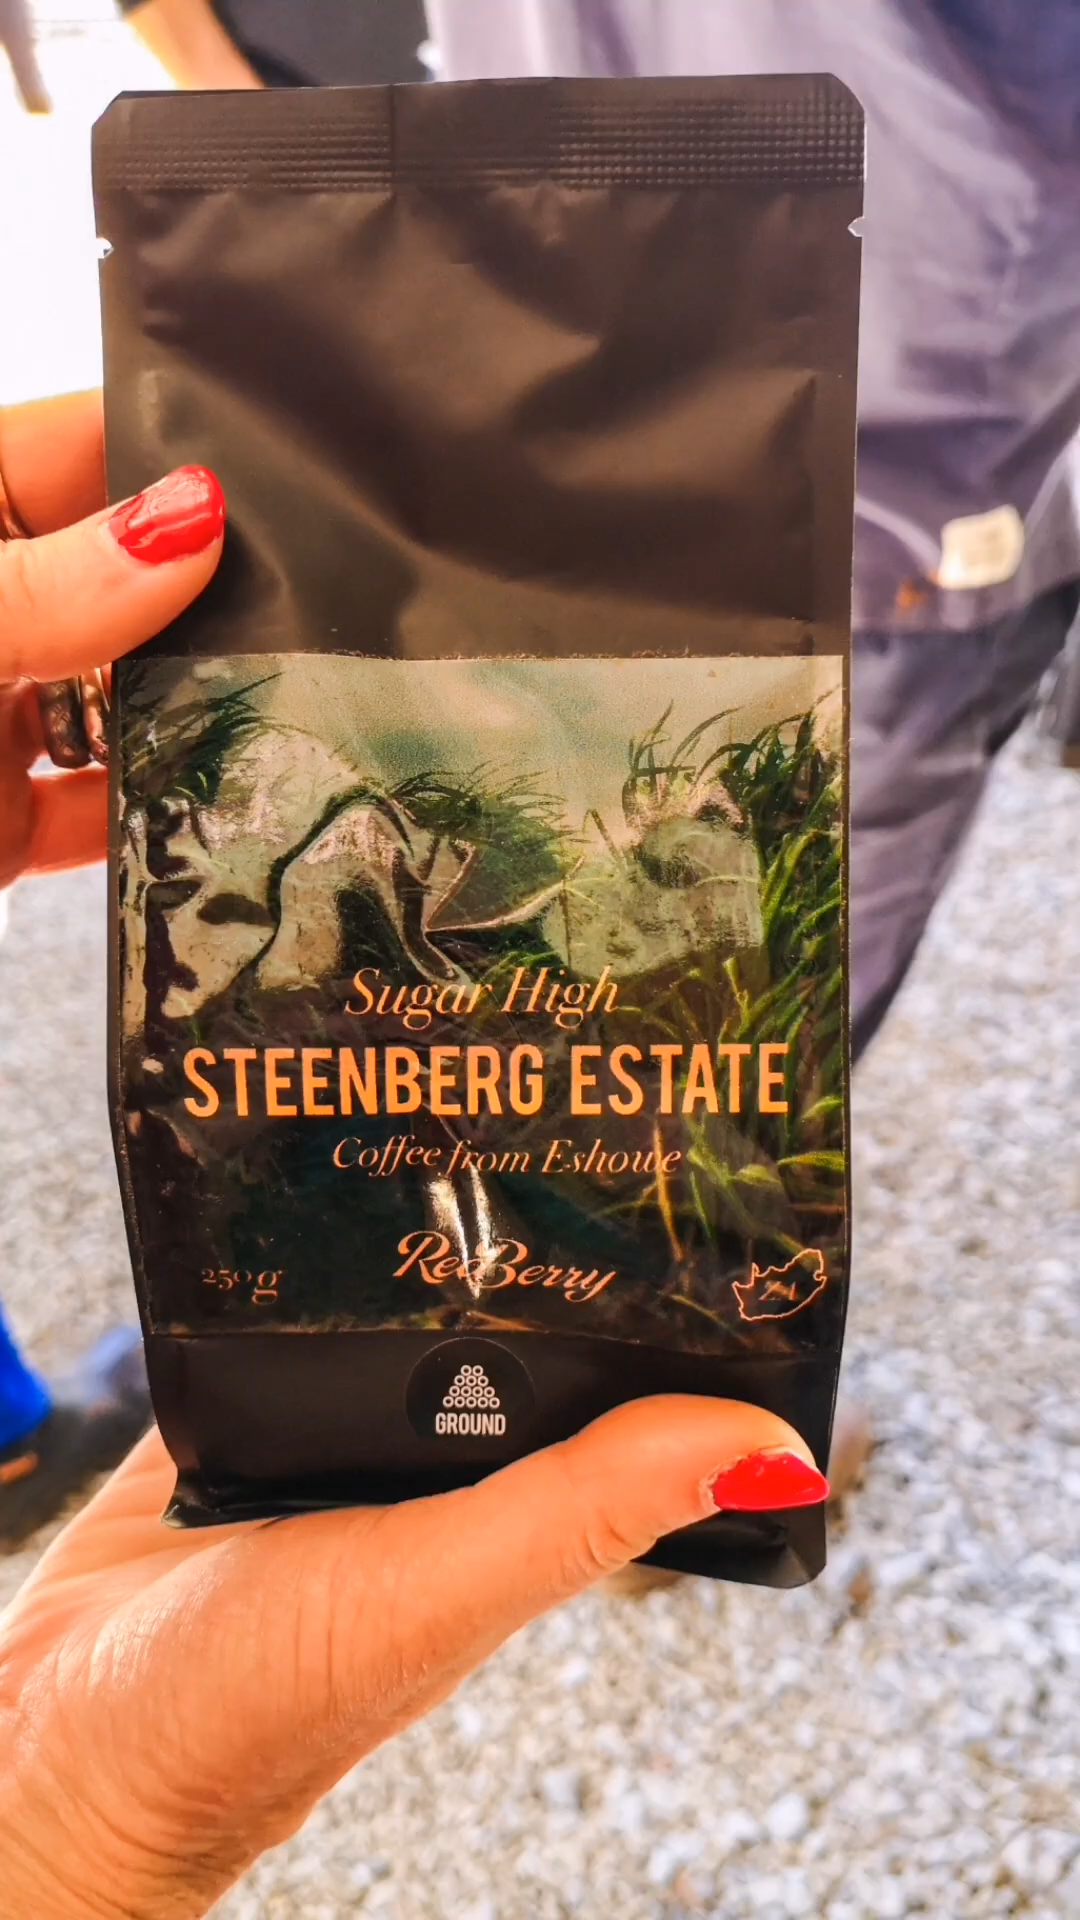 Sugar High
STEENBERG ESTATE
Coffee from Eshowe
250g
RedBerry
ZA
GROUND